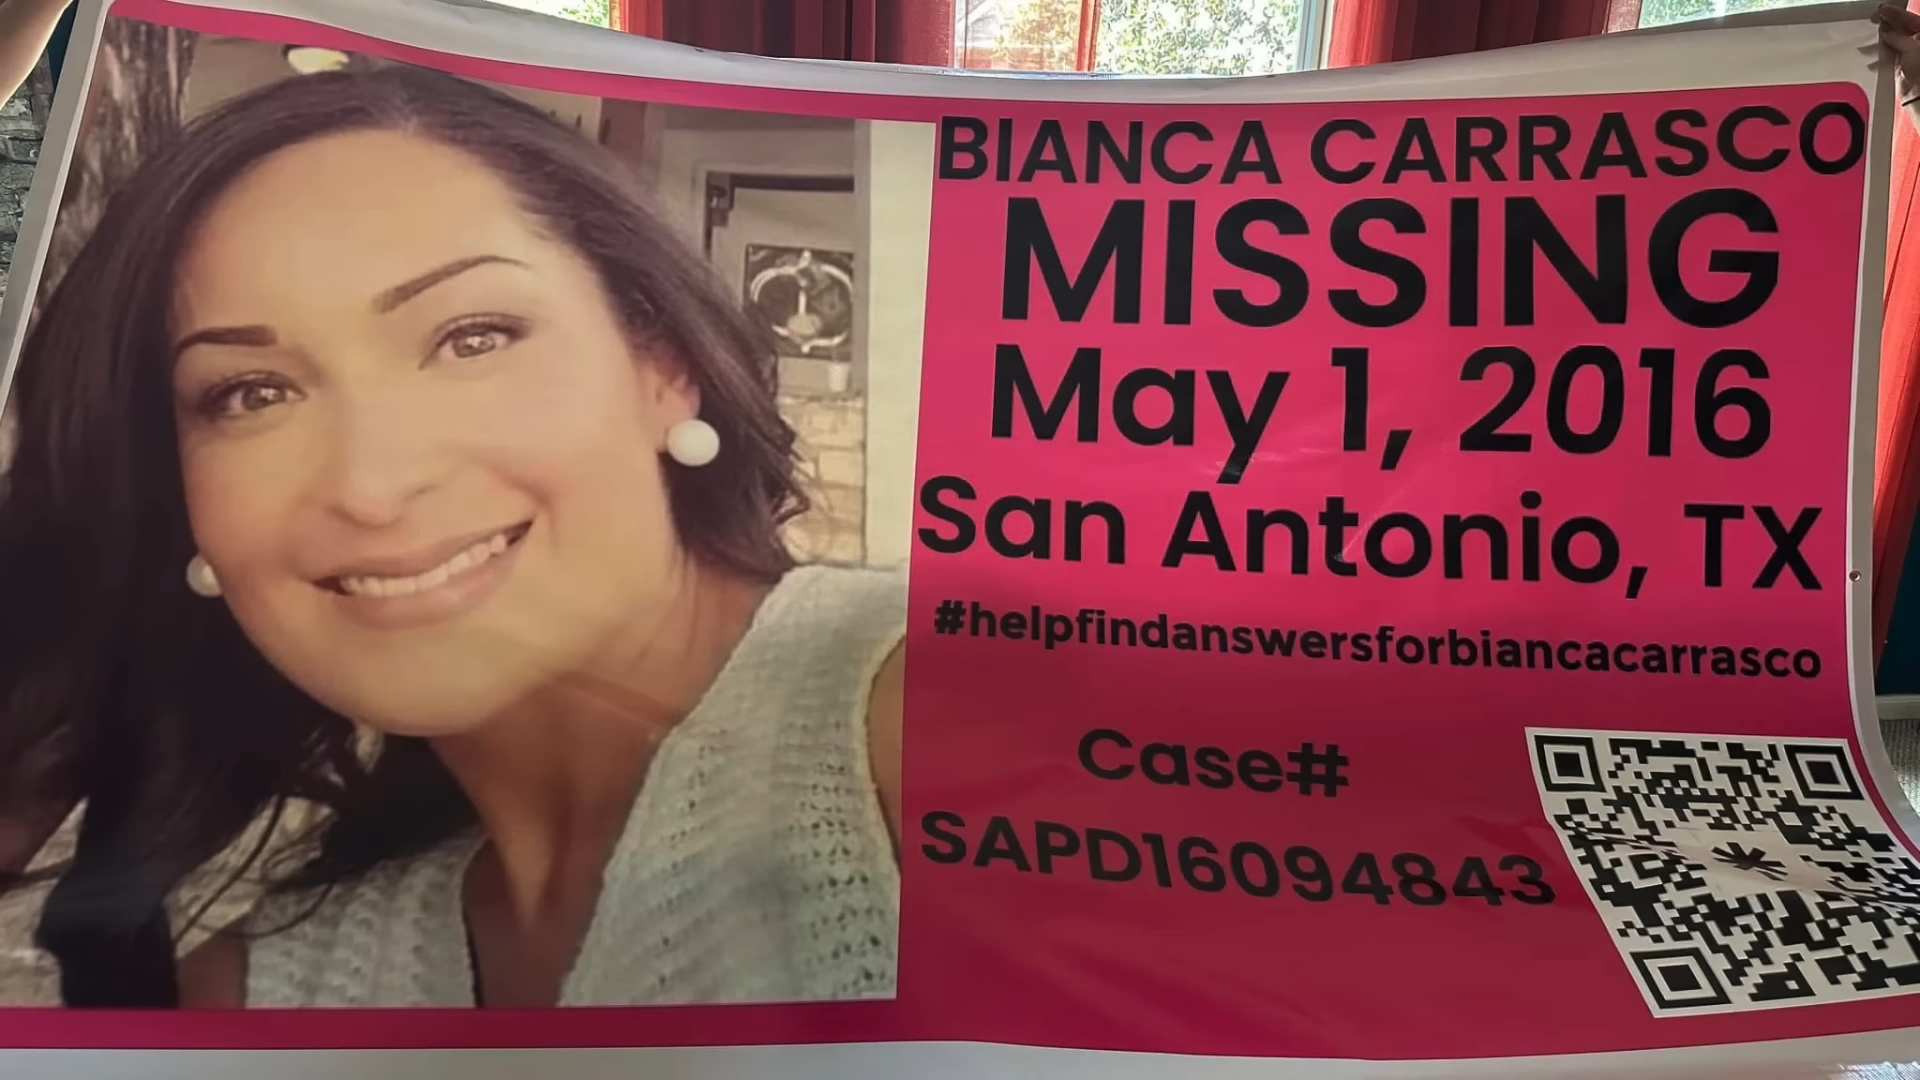 BIANCA CARRASCO
MISSING
May 1, 2016
San Antonio, TX
#helpfindanswersforbiancacarrasco
Case#
SAPD16094843